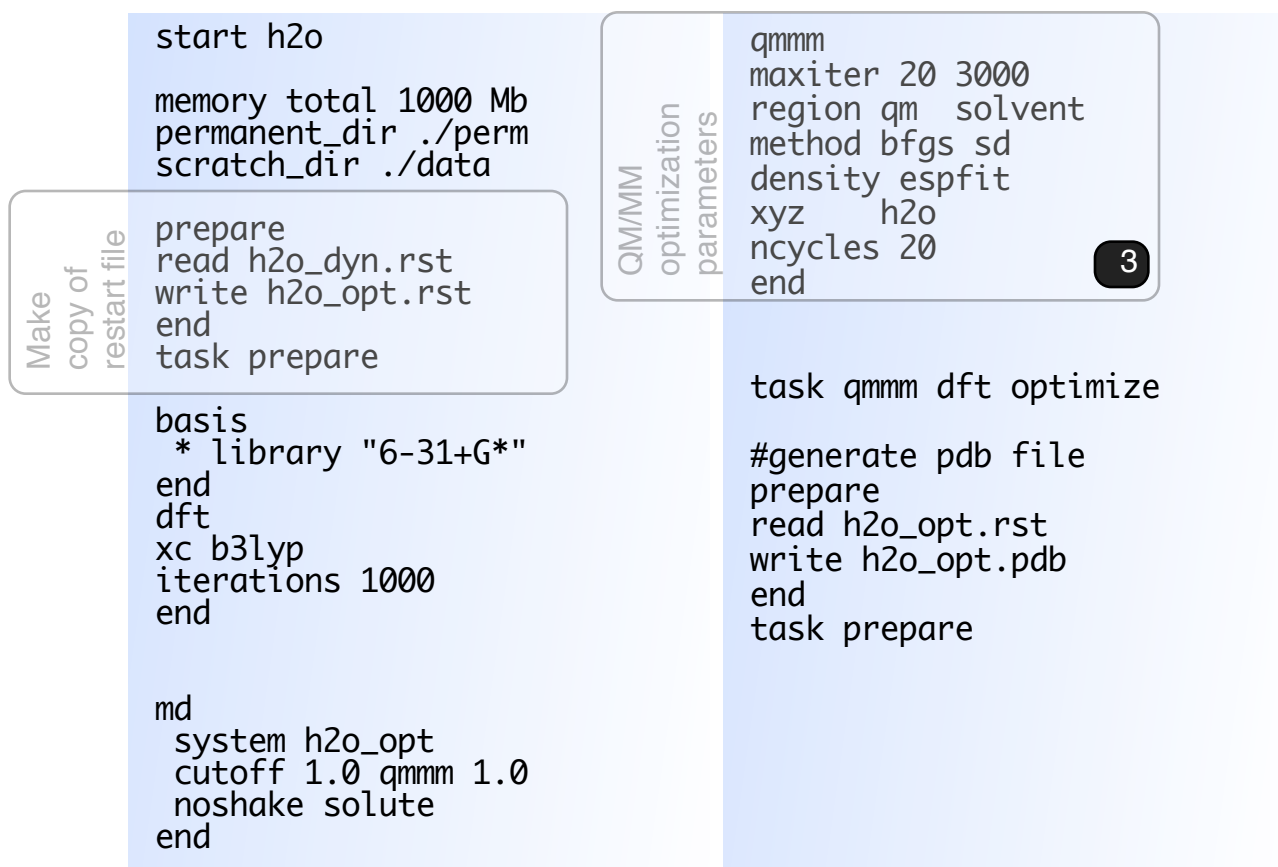 start h2o
memory total 1000 Mb
permanent_dir ./perm
scratch_dir ./data
Make
copy of
restart file
prepare
read h2o_dyn.rst
write h2o_opt.rst
end
task prepare
basis
* library "6-31+G*"
end
dft
xc b3lyp
iterations 1000
end
md
system h2o_opt
cutoff 1.0 qmmm 1.0
noshake solute
end
QM/MM
optimization
parameters
qmmm
maxiter 20 3000
region qm  solvent
method bfgs sd
density espfit
xyz    h2o
ncycles 20
end
3
task qmmm dft optimize
#generate pdb file
prepare
read h2o_opt.rst
write h2o_opt.pdb
end
task prepare